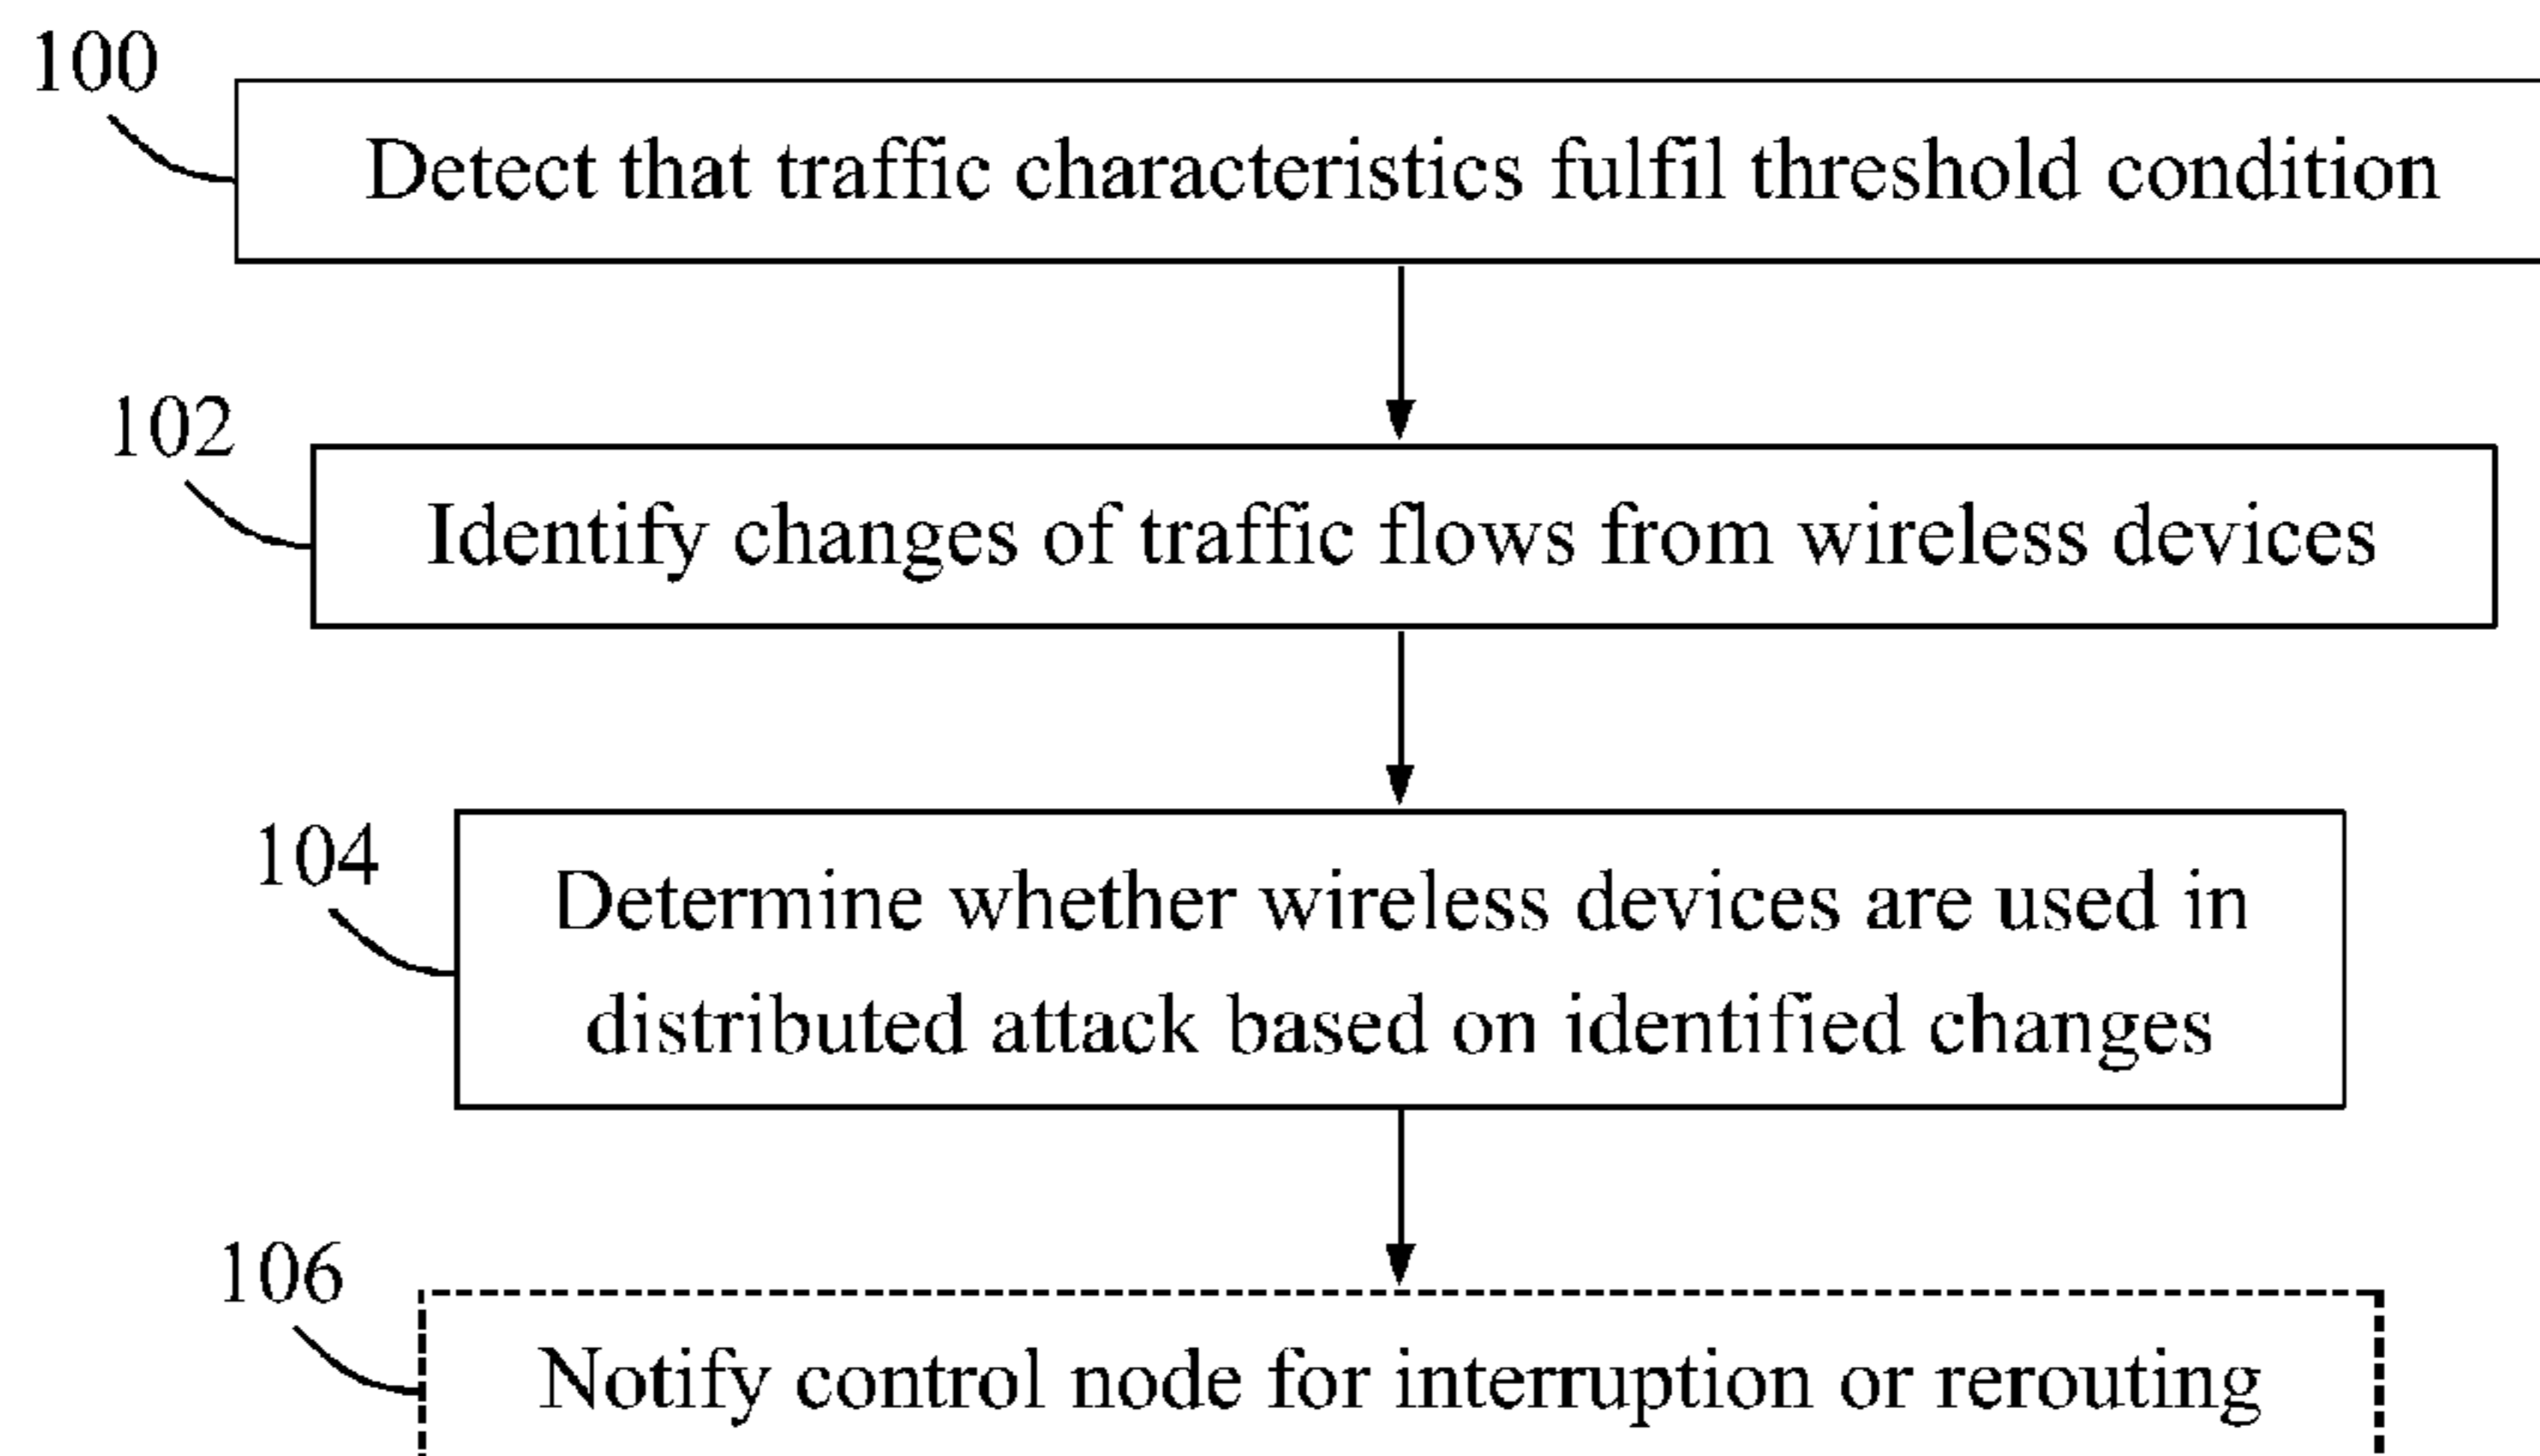 100
Detect that traffic characteristics fulfil threshold condition
102
Identify changes of traffic flows from wireless devices
104
Determine whether wireless devices are used in
distributed attack based on identified changes
106
Notify control node for interruption or rerouting